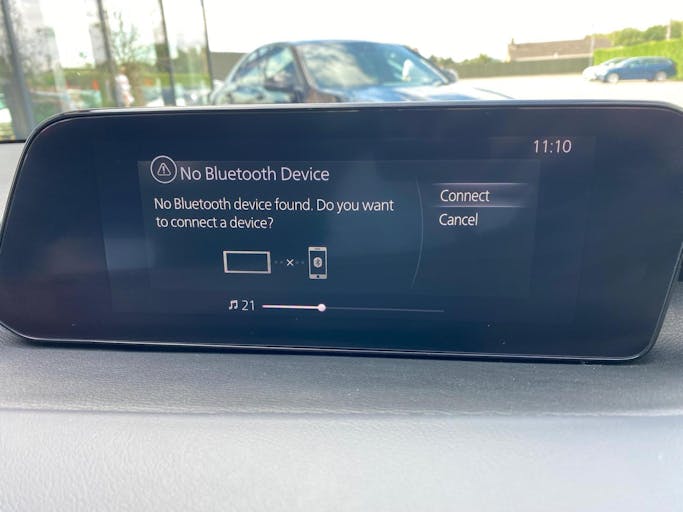 11:10
No Bluetooth Device
No Bluetooth device found. Do you want
to connect a device?
Connect
Cancel
21